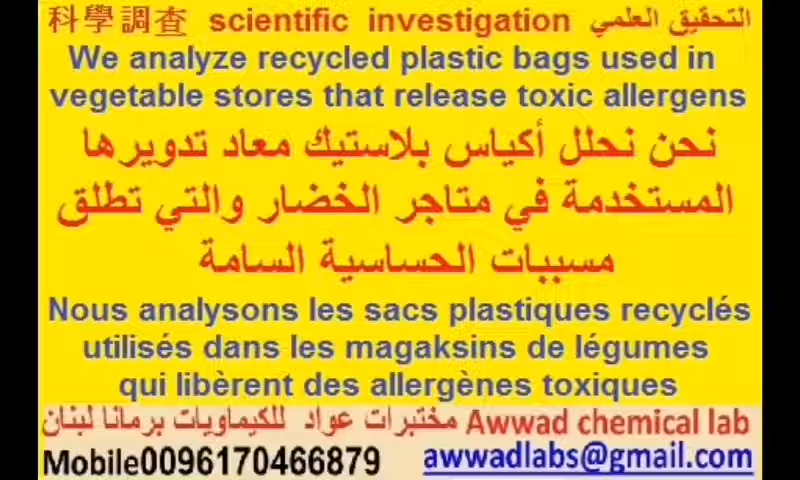 科學調查 scientific investigation التحقيق العلمي
We analyze recycled plastic bags used in
vegetable stores that release toxic allergens
نحن نحلل أكياس بلاستيك معاد تدويرها
المستخدمة في متاجر الخضار والتي تطلق
مسببات الحساسية السامة
Nous analysons les sacs plastiques recyclés
utilisés dans les magaksins de légumes
qui libèrent des allergènes toxiques
مختبرات عواد للكيماويات برمانا لبنان Awwad chemical lab
Mobile0096170466879 awwadlabs@gmail.com